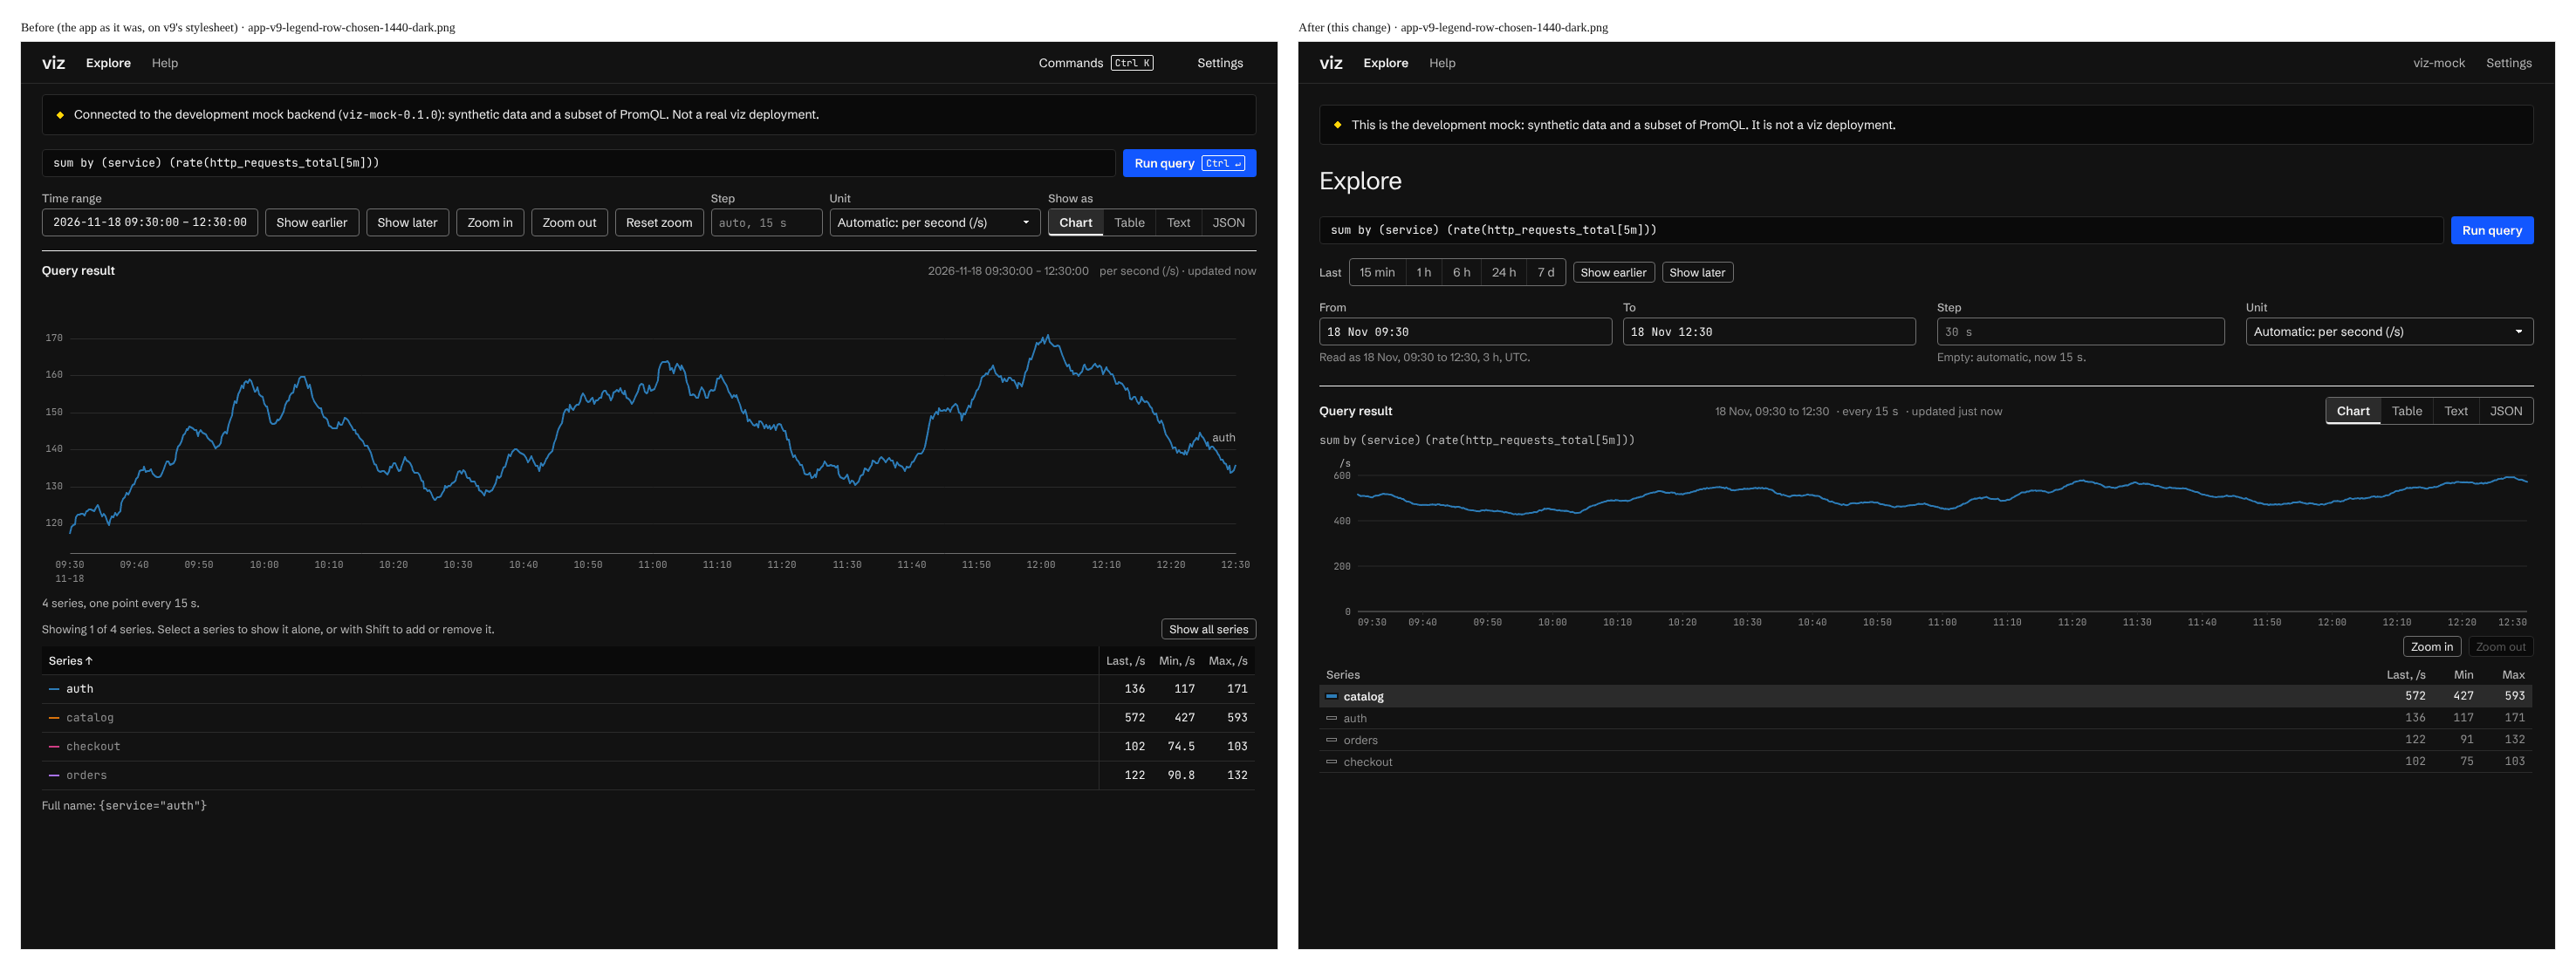 Before (the app as it was, on v9's stylesheet) · app-v9-legend-row-chosen-1440-dark.png
viz Explore Help Commands Ctrl K Settings
Connected to the development mock backend (viz-mock-0.1.0): synthetic data and a subset of PromQL. Not a real viz deployment.
sum by (service) (rate(http_requests_total[5m])) Run query Ctrl ↵
Time range Step Unit Show as
2026-11-18 09:30:00 – 12:30:00 Show earlier Show later Zoom in Zoom out Reset zoom auto, 15 s Automatic: per second (/s) Chart Table Text JSON
Query result 2026-11-18 09:30:00 – 12:30:00 per second (/s) · updated now
170
160
150
140
130
120
auth
09:30 09:40 09:50 10:00 10:10 10:20 10:30 10:40 10:50 11:00 11:10 11:20 11:30 11:40 11:50 12:00 12:10 12:20 12:30
11-18
4 series, one point every 15 s.
Showing 1 of 4 series. Select a series to show it alone, or with Shift to add or remove it. Show all series
Series ↑ Last, /s Min, /s Max, /s
auth 136 117 171
catalog 572 427 593
checkout 102 74.5 103
orders 122 90.8 132
Full name: {service="auth"}
After (this change) · app-v9-legend-row-chosen-1440-dark.png
viz Explore Help viz-mock Settings
This is the development mock: synthetic data and a subset of PromQL. It is not a viz deployment.
Explore
sum by (service) (rate(http_requests_total[5m])) Run query
Last 15 min 1 h 6 h 24 h 7 d Show earlier Show later
From To Step Unit
18 Nov 09:30 18 Nov 12:30 30 s Automatic: per second (/s)
Read as 18 Nov, 09:30 to 12:30, 3 h, UTC. Empty: automatic, now 15 s.
Query result 18 Nov, 09:30 to 12:30 · every 15 s · updated just now Chart Table Text JSON
sum by (service) (rate(http_requests_total[5m]))
/s
600
400
200
0
09:30 09:40 09:50 10:00 10:10 10:20 10:30 10:40 10:50 11:00 11:10 11:20 11:30 11:40 11:50 12:00 12:10 12:20 12:30
Zoom in Zoom out
Series Last, /s Min Max
catalog 572 427 593
auth 136 117 171
orders 122 91 132
checkout 102 75 103